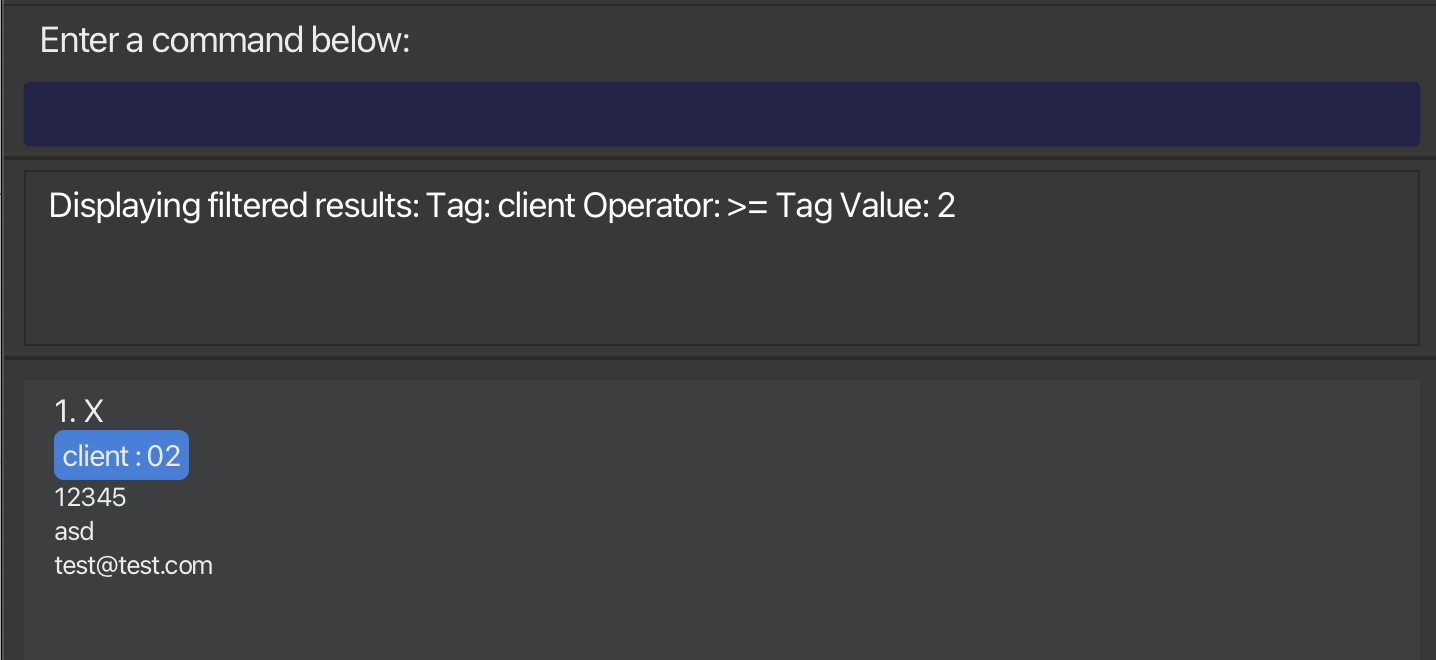 Enter a command below:
Displaying filtered results: Tag: client Operator: >= Tag Value: 2
1. X
client : 02
12345
asd
test@test.com